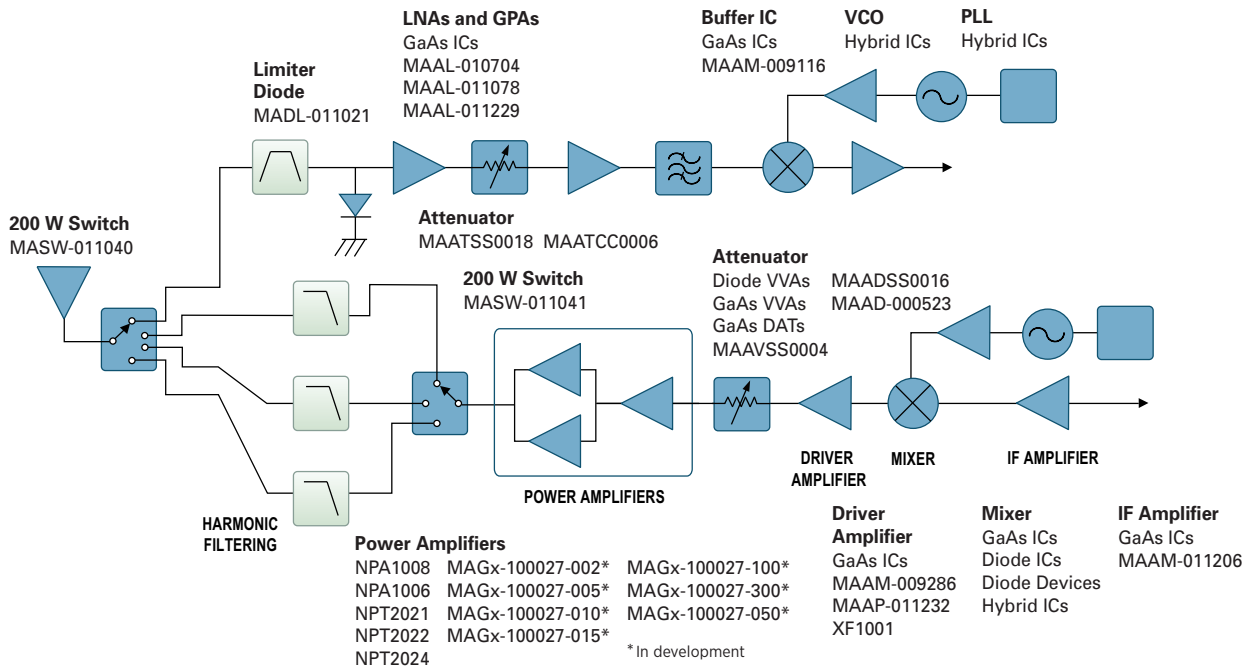 LNAs and GPAs
GaAs ICs
MAAL-010704
MAAL-011078
MAAL-011229
Buffer IC
GaAs ICs
MAAM-009116
VCO
Hybrid ICs
PLL
Hybrid ICs
Limiter
Diode
MADL-011021
200 W Switch
MASW-011040
Attenuator
MAATSS0018 MAATCC0006
200 W Switch
MASW-011041
Attenuator
Diode VVAs MAADSS0016
GaAs VVAs MAAD-000523
GaAs DATs
MAAVSS0004
HARMONIC
FILTERING
POWER AMPLIFIERS
DRIVER
AMPLIFIER
MIXER
IF AMPLIFIER
Power Amplifiers
NPA1008 MAGx-100027-002* MAGx-100027-100*
NPA1006 MAGx-100027-005* MAGx-100027-300*
NPT2021 MAGx-100027-010* MAGx-100027-050*
NPT2022 MAGx-100027-015*
NPT2024
*In development
Driver
Amplifier
GaAs ICs
MAAM-009286
MAAP-011232
XF1001
Mixer
GaAs ICs
Diode ICs
Diode Devices
Hybrid ICs
IF Amplifier
GaAs ICs
MAAM-011206